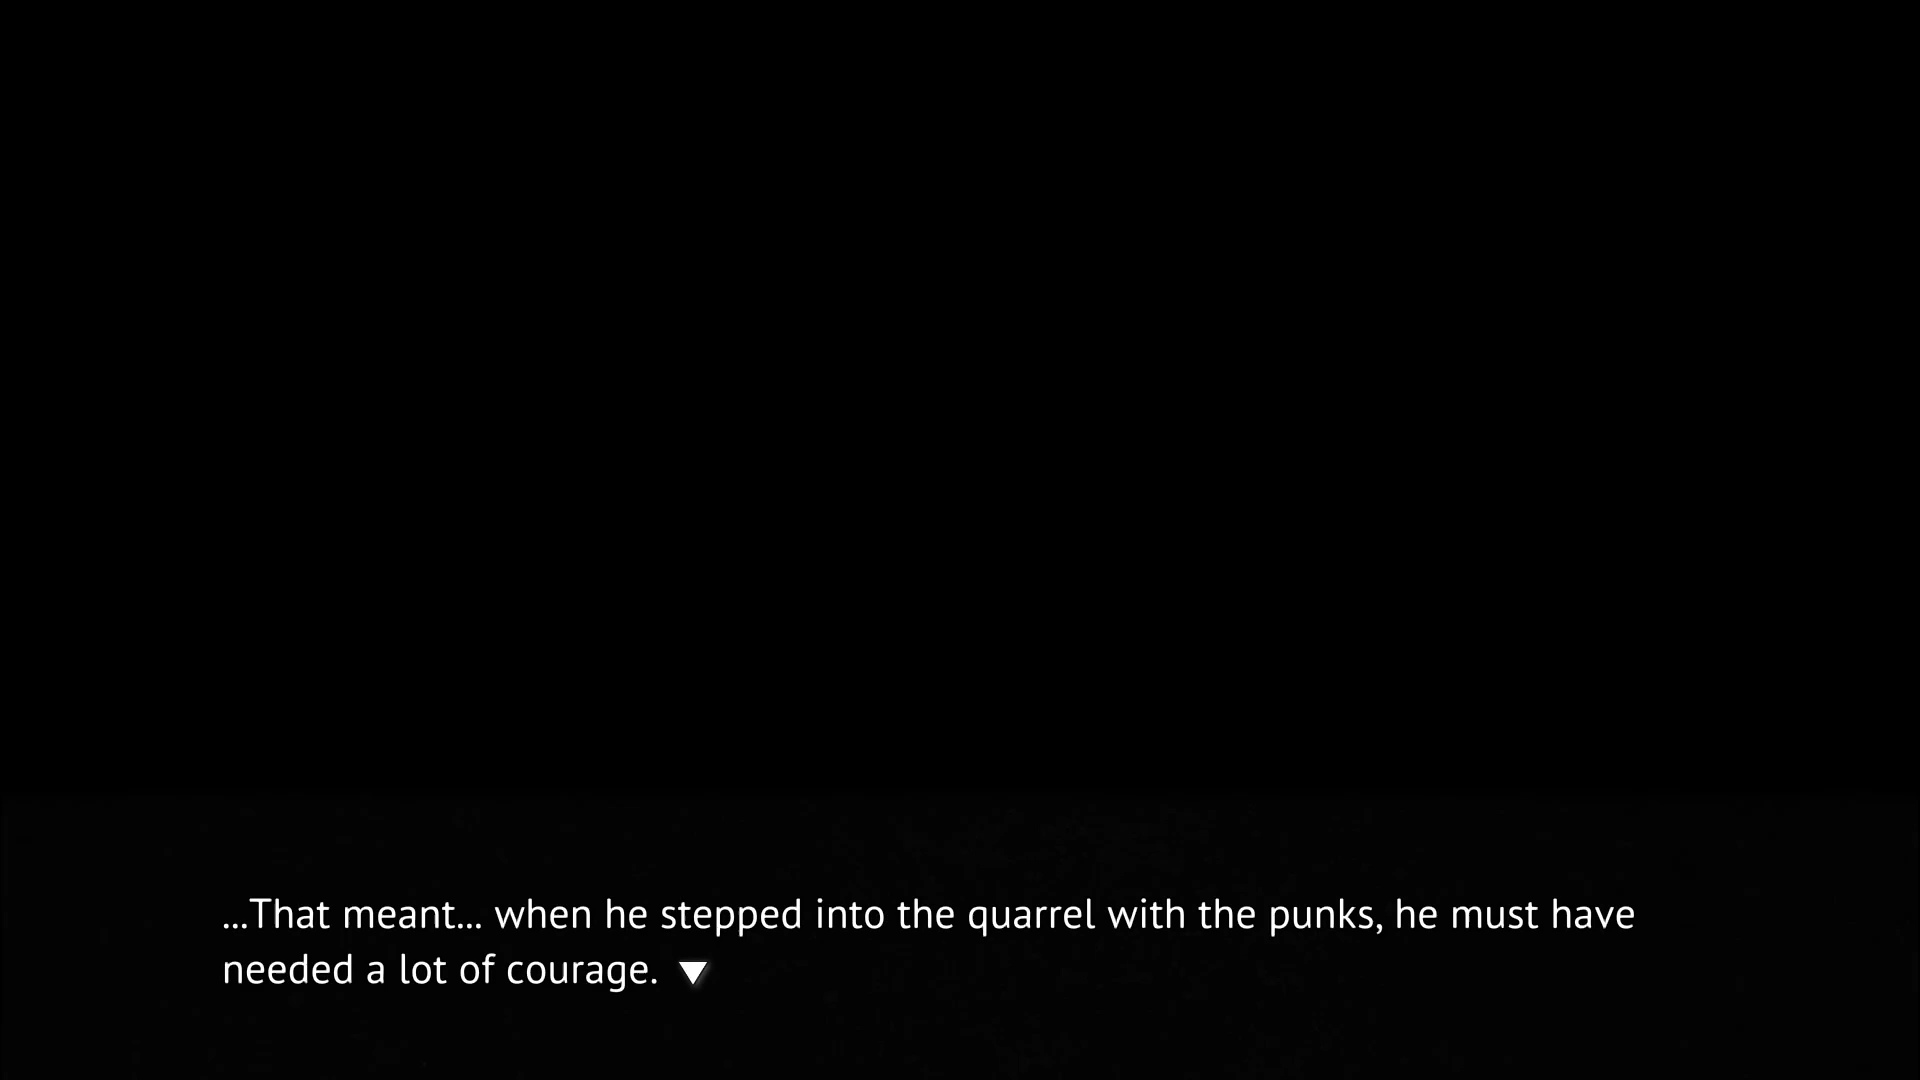 ...That meant... when he stepped into the quarrel with the punks, he must have
needed a lot of courage.